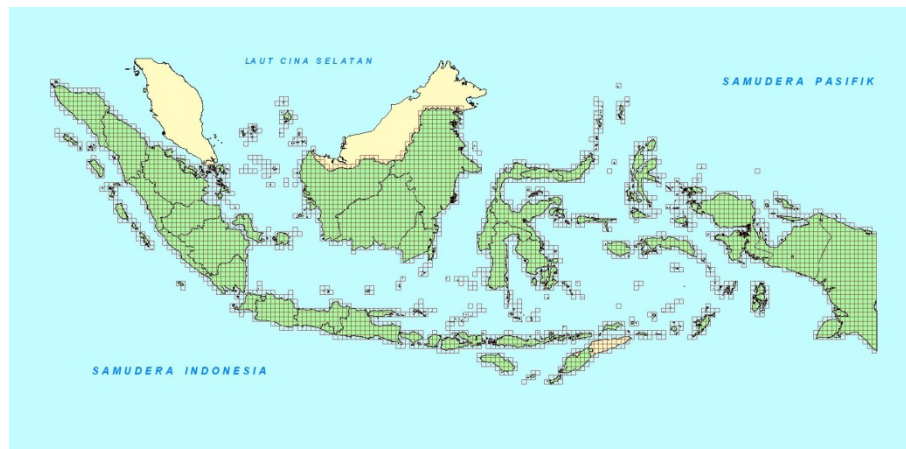 LAUT CINA SELATAN
SAMUDERA PASIFIK
SAMUDERA INDONESIA